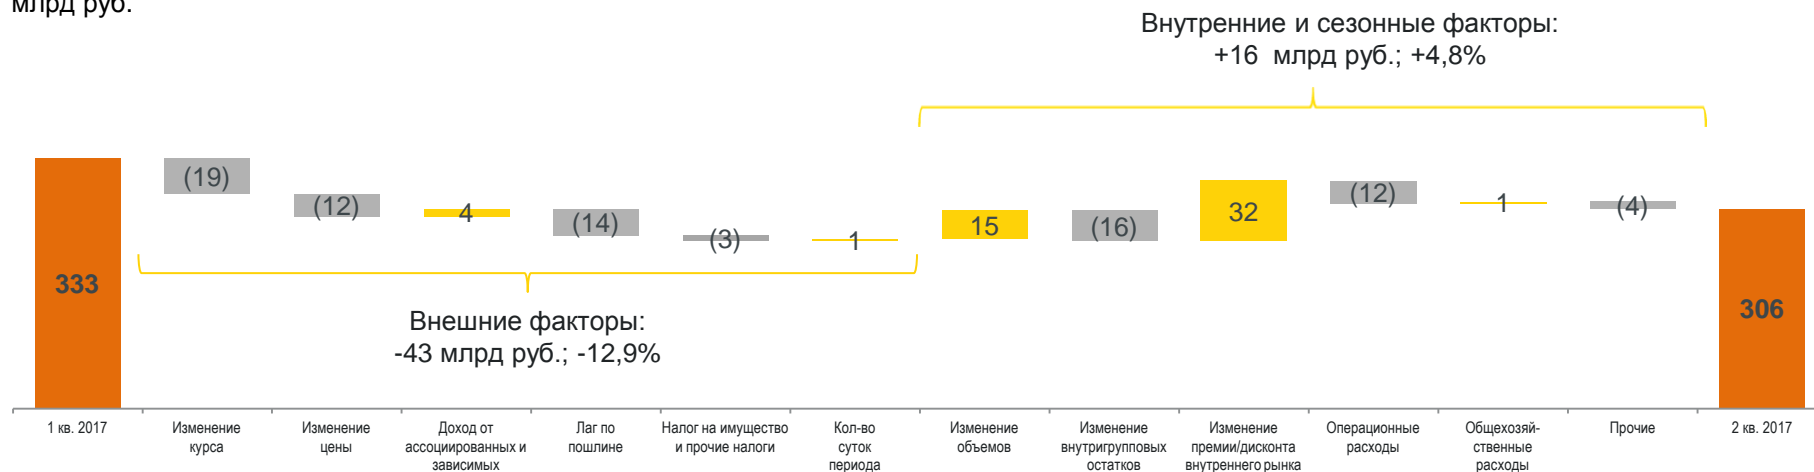 млрд руб.
Внутренние и сезонные факторы:
+16 млрд руб.; +4,8%
(19)
(12)
4
(14)
(3)
1
15
(16)
32
(12)
1
(4)
333
306
Внешние факторы:
-43 млрд руб.; -12,9%
1 кв. 2017
Изменение
курса
Изменение
цены
Доход от
ассоциированных и
зависимых
Лаг по
пошлине
Налог на имущество
и прочие налоги
Кол-во
суток
периода
Изменение
объемов
Изменение
внутригрупповых
остатков
Изменение
премии/дисконта
внутреннего рынка
Операционные
расходы
Общехозяй-
ственные
расходы
Прочие
2 кв. 2017